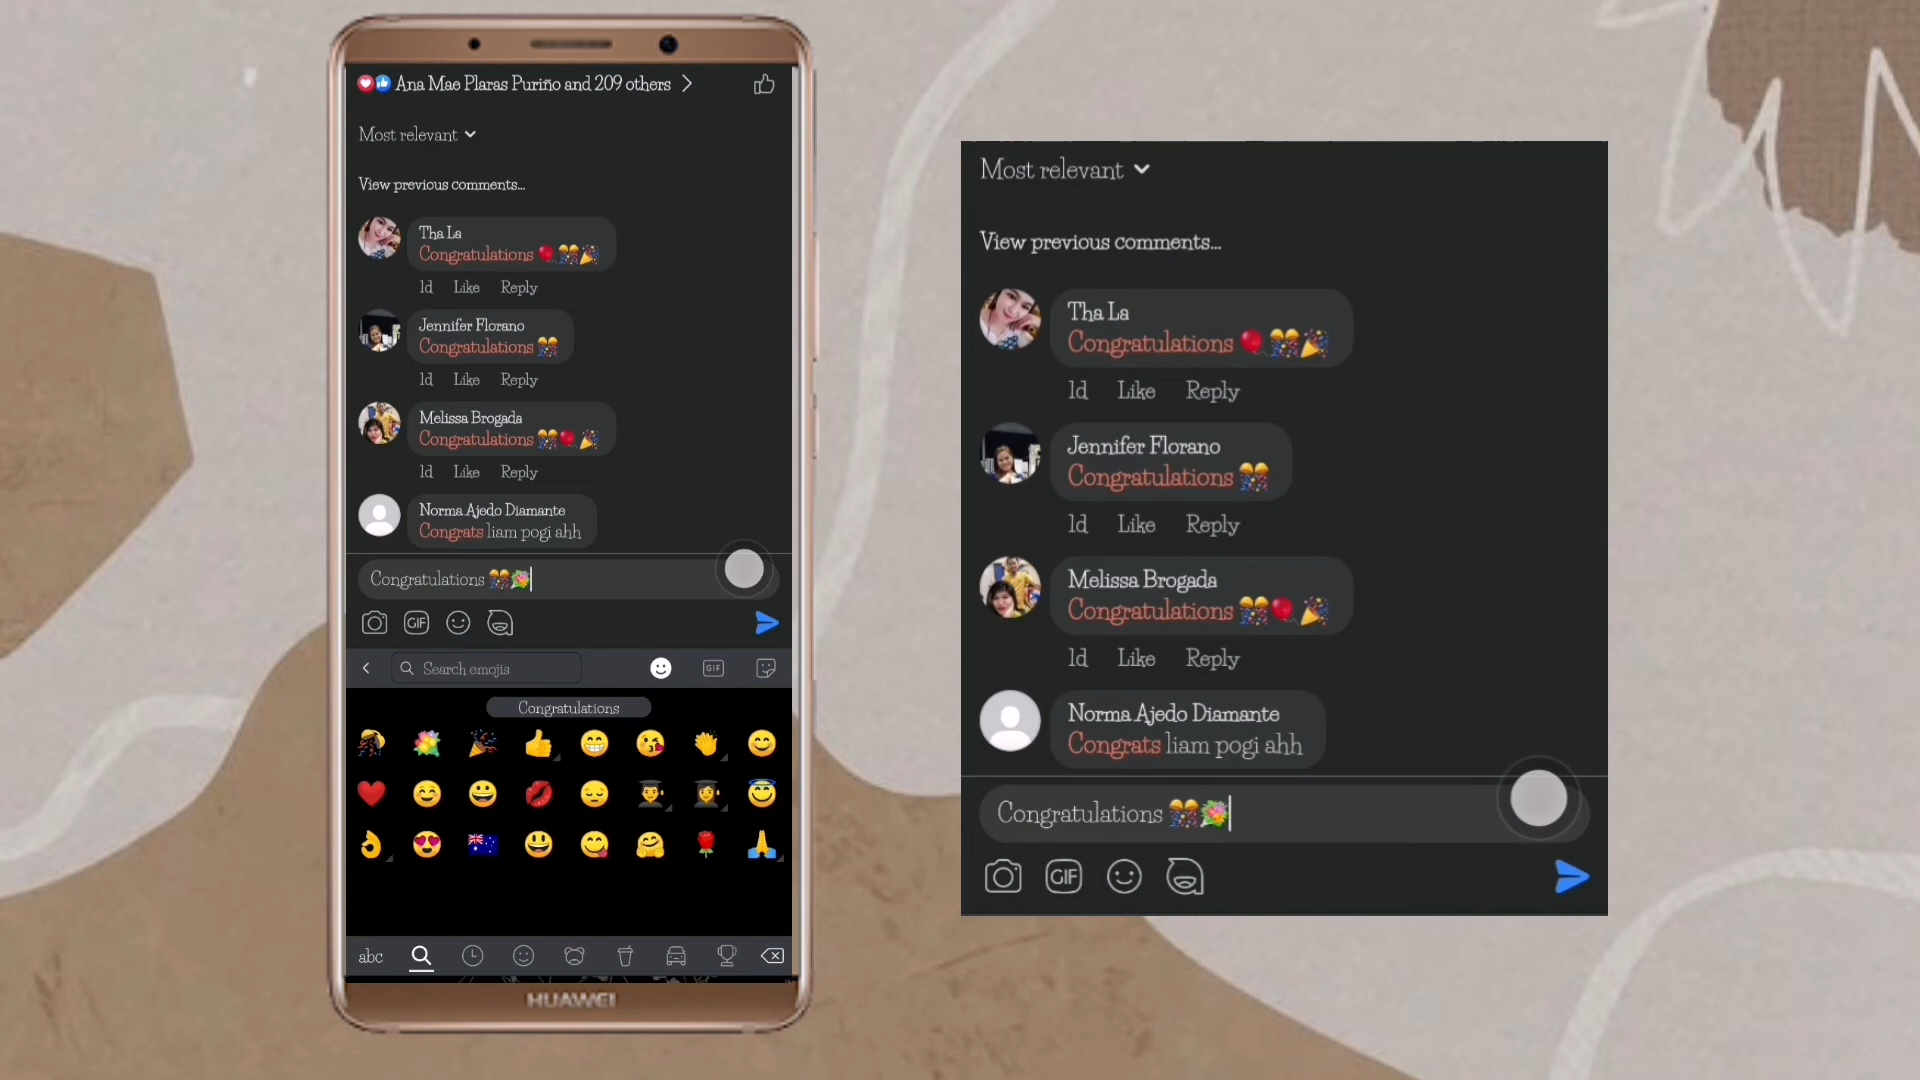 Ana Mae Plaras Puriño and 209 others
Most relevant
View previous comments...
Tha La
Congratulations 🎈🎊🎉
1d Like Reply
Jennifer Florano
Congratulations 🎊
1d Like Reply
Melissa Brogada
Congratulations 🎊🎈🎉
1d Like Reply
Norma Ajedo Diamante
Congrats liam pogi ahh
Congratulations 🎊💐
GIF
Search emojis
GIF
Congratulations
abc
HUAWEI
Most relevant
View previous comments...
Tha La
Congratulations 🎈🎊🎉
1d Like Reply
Jennifer Florano
Congratulations 🎊
1d Like Reply
Melissa Brogada
Congratulations 🎊🎈🎉
1d Like Reply
Norma Ajedo Diamante
Congrats liam pogi ahh
Congratulations 🎊💐
GIF